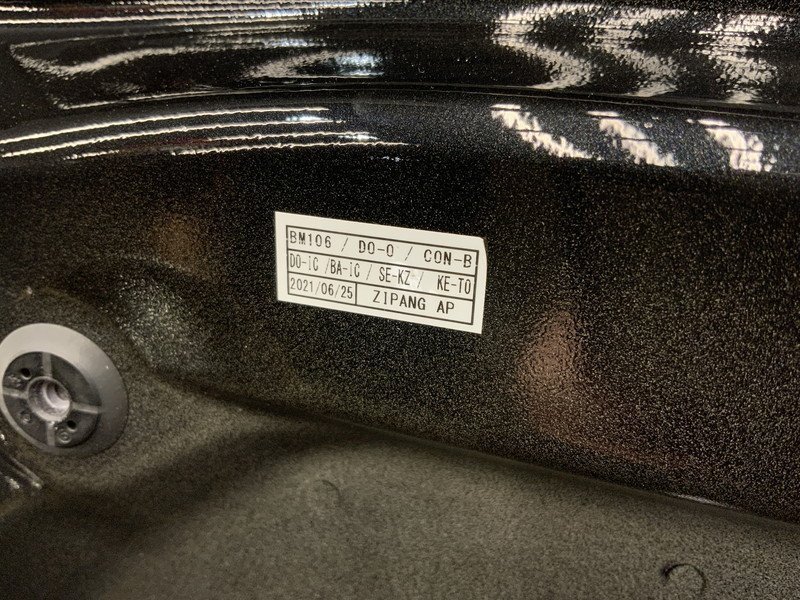 BM106 / DO-O / CON-B
DO-IC /BA-IC / SE-KZ / KE-TO
2021/06/25 ZIPANG AP